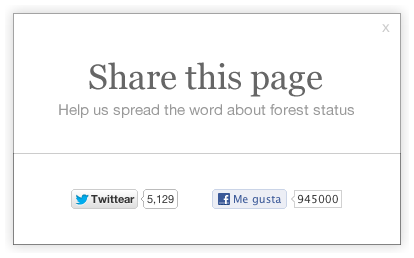 x
Share this page
Help us spread the word about forest status
Twittear 5,129 Me gusta 945000